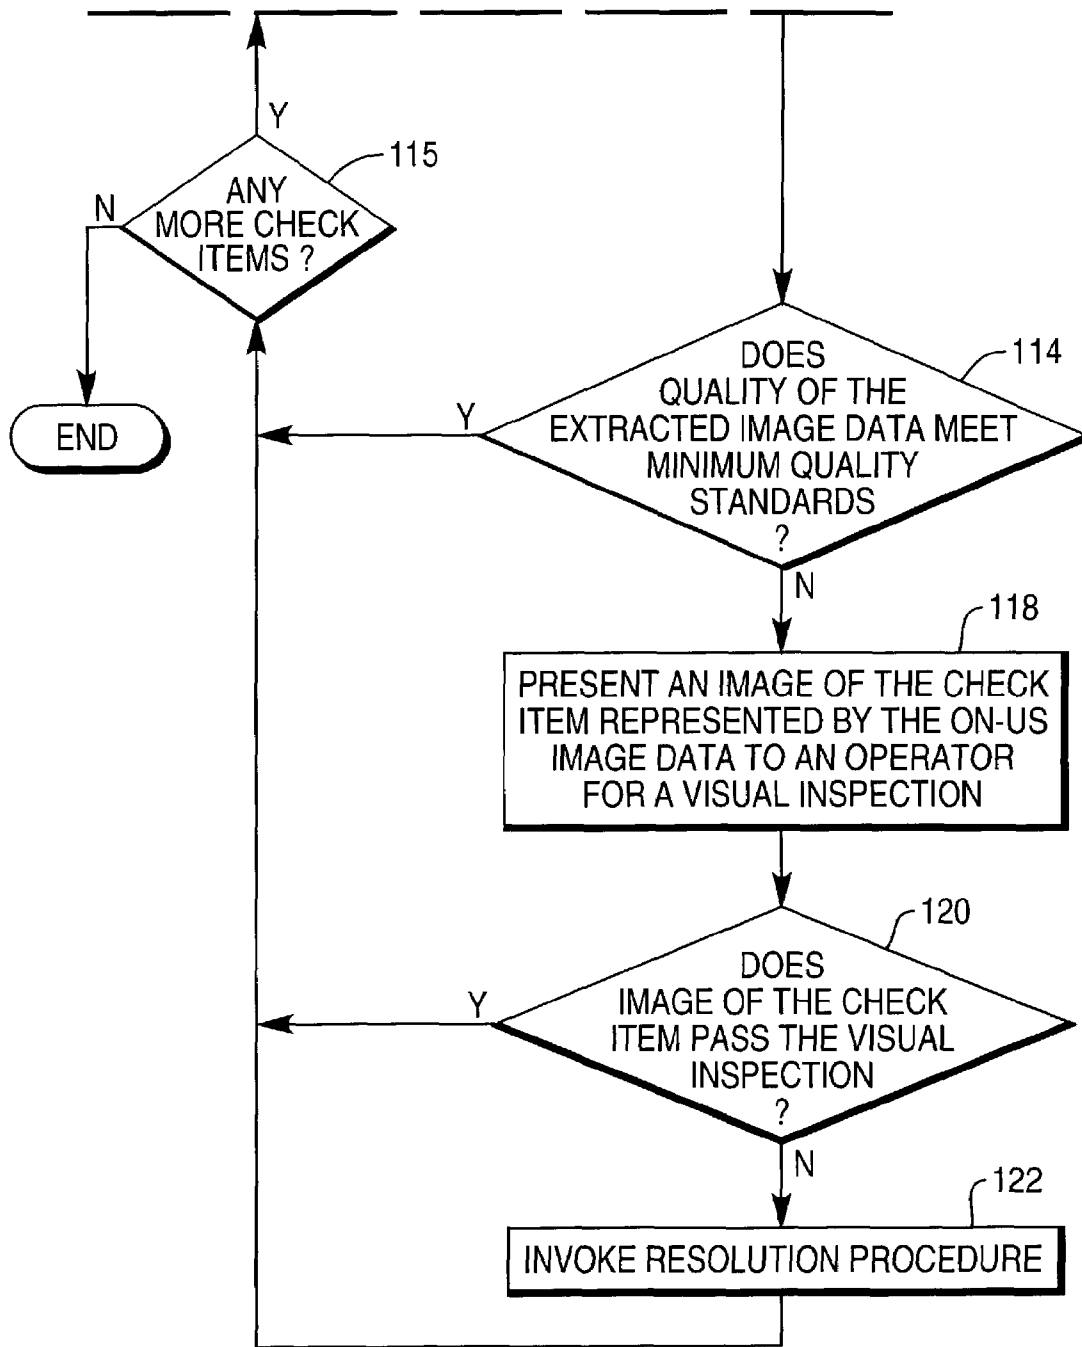 Y
115
N
ANY
MORE CHECK
ITEMS ?
END
114
Y
DOES
QUALITY OF THE
EXTRACTED IMAGE DATA MEET
MINIMUM QUALITY
STANDARDS
?
N
118
PRESENT AN IMAGE OF THE CHECK
ITEM REPRESENTED BY THE ON-US
IMAGE DATA TO AN OPERATOR
FOR A VISUAL INSPECTION
120
Y
DOES
IMAGE OF THE CHECK
ITEM PASS THE VISUAL
INSPECTION
?
N
122
INVOKE RESOLUTION PROCEDURE